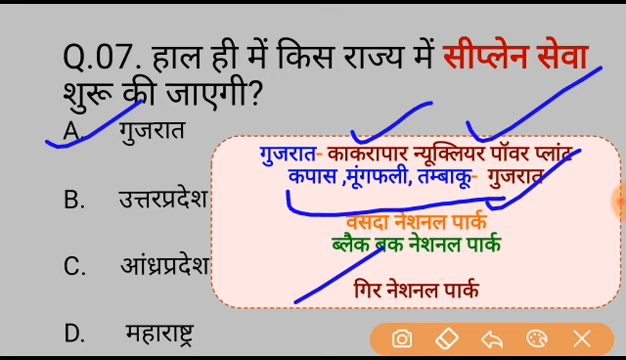 Q.07. हाल ही में किस राज्य में सीप्लेन सेवा
शुरू की जाएगी?
A. गुजरात
गुजरात- काकरापार न्यूक्लियर पॉवर प्लांट
कपास ,मूंगफली, तम्बाकू- गुजरात
B. उत्तरप्रदेश
वसदा नेशनल पार्क
ब्लैक बक नेशनल पार्क
C. आंध्रप्रदेश
गिर नेशनल पार्क
D. महाराष्ट्र